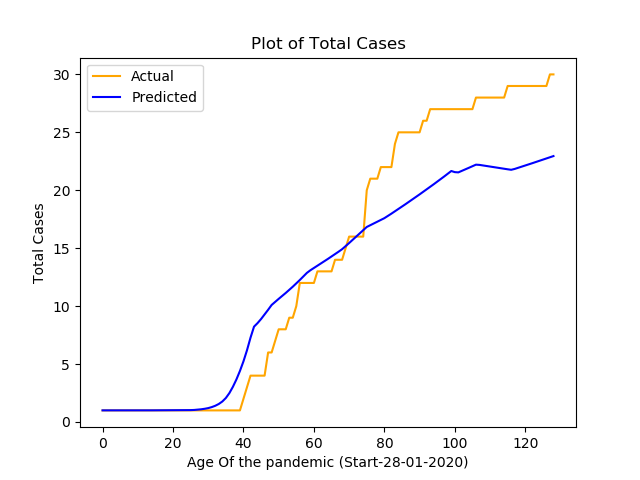 Plot of Total Cases
Actual
Predicted
30
25
20
15
10
5
0
Total Cases
0 20 40 60 80 100 120
Age Of the pandemic (Start-28-01-2020)